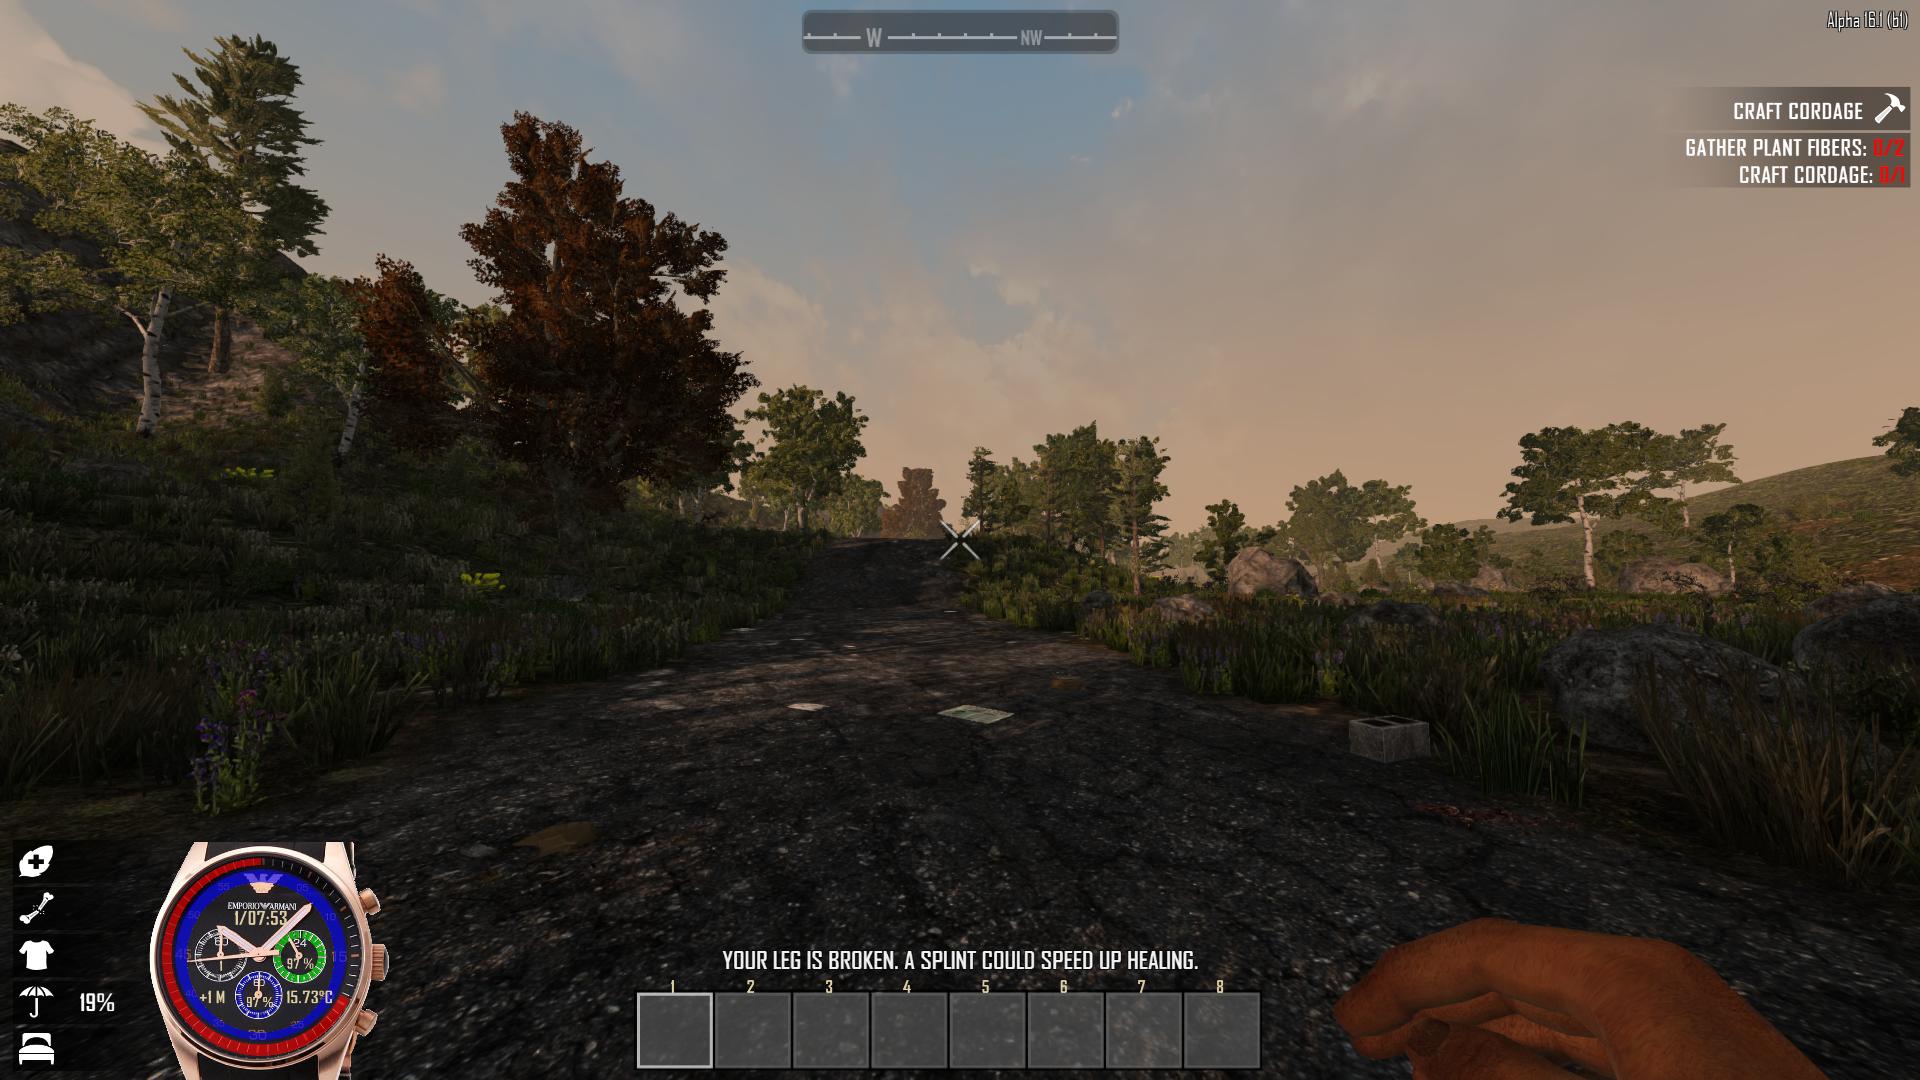 W NW
Alpha 16.1 (b1)
CRAFT CORDAGE
GATHER PLANT FIBERS: 0/2
CRAFT CORDAGE: 0/1
EMPORIO ARMANI
1/07:53
97%
+1 M
97%
15.73°C
19%
YOUR LEG IS BROKEN. A SPLINT COULD SPEED UP HEALING.
1 2 3 4 5 6 7 8